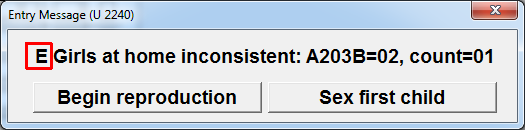 Entry Message (U 2240)
E Girls at home inconsistent: A203B=02, count=01
Begin reproduction Sex first child